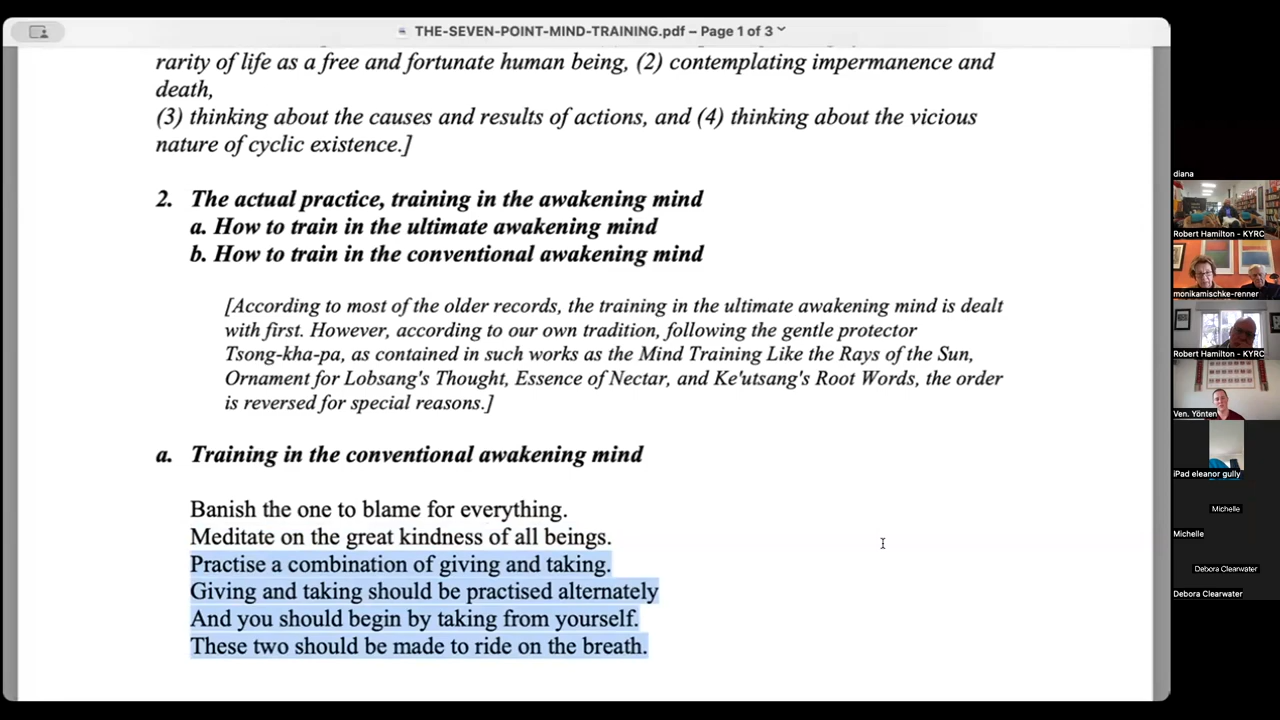 THE-SEVEN-POINT-MIND-TRAINING.pdf – Page 1 of 3
rarity of life as a free and fortunate human being, (2) contemplating impermanence and
death,
(3) thinking about the causes and results of actions, and (4) thinking about the vicious
nature of cyclic existence.]
2. The actual practice, training in the awakening mind
a. How to train in the ultimate awakening mind
b. How to train in the conventional awakening mind
[According to most of the older records, the training in the ultimate awakening mind is dealt
with first. However, according to our own tradition, following the gentle protector
Tsong-kha-pa, as contained in such works as the Mind Training Like the Rays of the Sun,
Ornament for Lobsang's Thought, Essence of Nectar, and Ke'utsang's Root Words, the order
is reversed for special reasons.]
a. Training in the conventional awakening mind
Banish the one to blame for everything.
Meditate on the great kindness of all beings.
Practise a combination of giving and taking.
Giving and taking should be practised alternately
And you should begin by taking from yourself.
These two should be made to ride on the breath.
diana
Robert Hamilton - KYRC
monikamischke-renner
Robert Hamilton - KYRC
Ven. Yönten
iPad eleanor gully
Michelle
Michelle
Debora Clearwater
Debora Clearwater